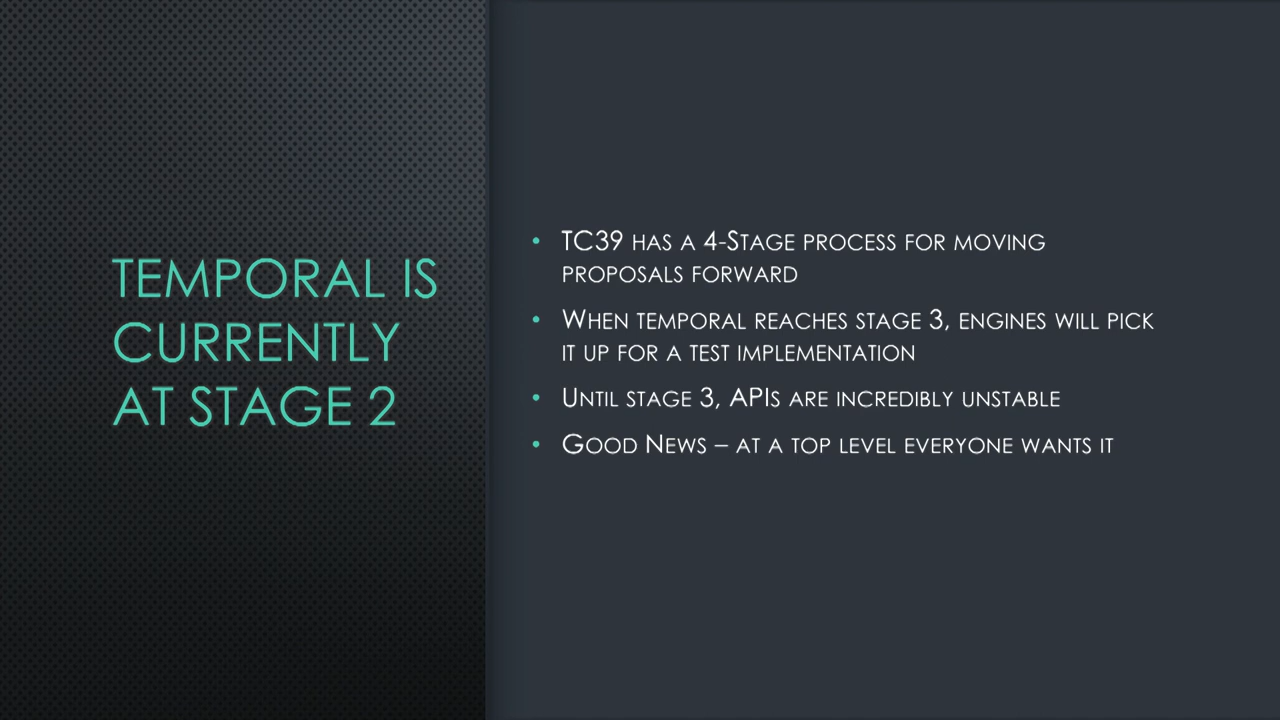 TEMPORAL IS
CURRENTLY
AT STAGE 2
• TC39 HAS A 4-STAGE PROCESS FOR MOVING
PROPOSALS FORWARD
• WHEN TEMPORAL REACHES STAGE 3, ENGINES WILL PICK
IT UP FOR A TEST IMPLEMENTATION
• UNTIL STAGE 3, APIS ARE INCREDIBLY UNSTABLE
• GOOD NEWS – AT A TOP LEVEL EVERYONE WANTS IT